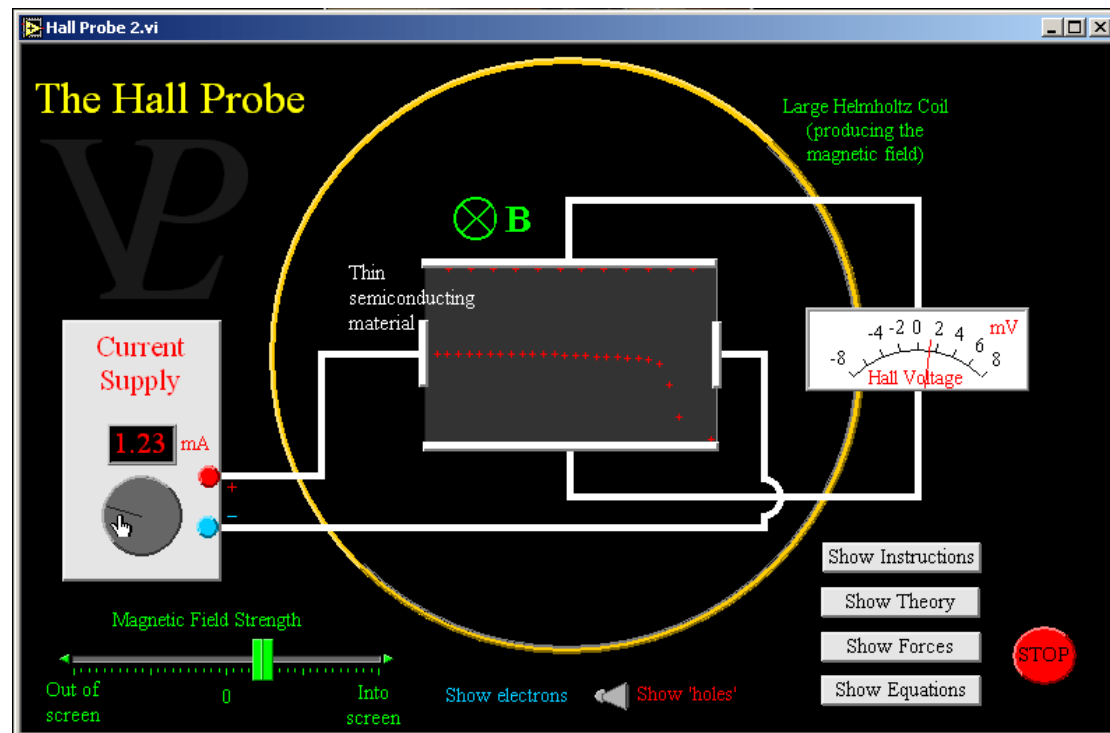 Hall Probe 2.vi
The Hall Probe
VPL
Large Helmholtz Coil
(producing the
magnetic field)
B
Thin
semiconducting
material
Current
Supply
1.23 mA
+
−
-8 -4 -2 0 2 4 6 8 mV
Hall Voltage
Magnetic Field Strength
Out of
screen
0
Into
screen
Show electrons
Show 'holes'
Show Instructions
Show Theory
Show Forces
Show Equations
STOP